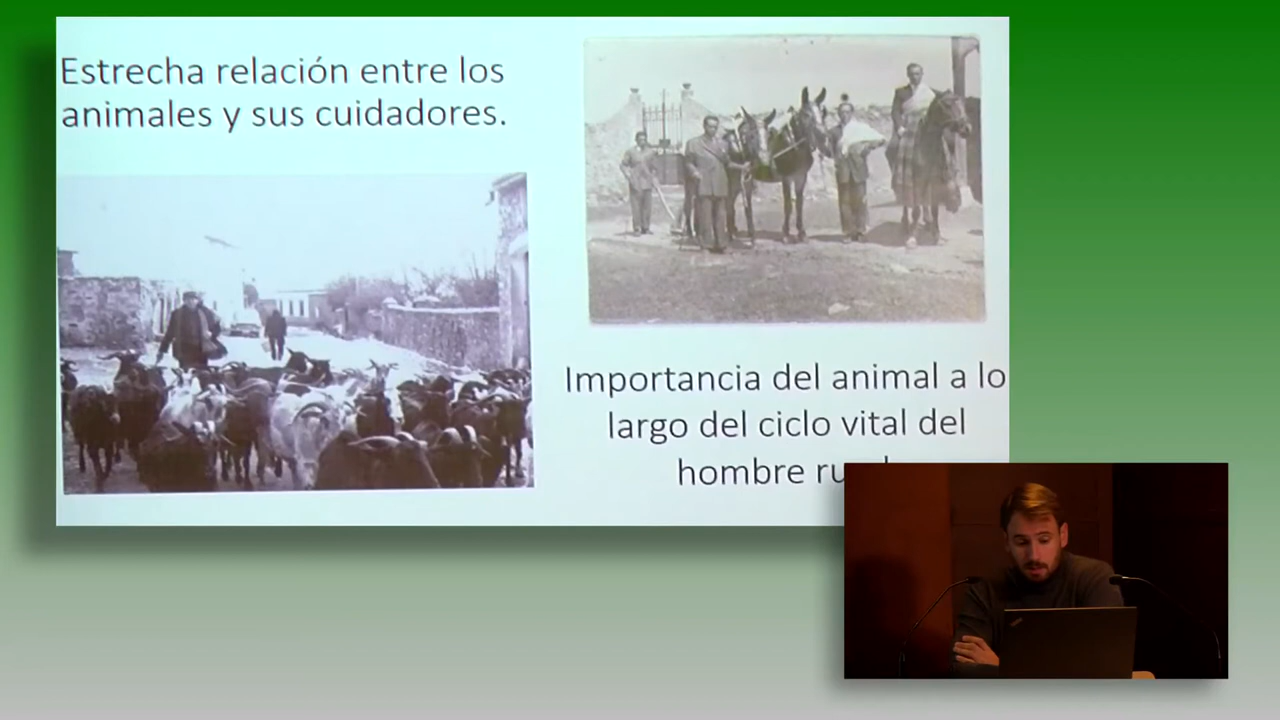 Estrecha relación entre los
animales y sus cuidadores.
Importancia del animal a lo
largo del ciclo vital del
hombre